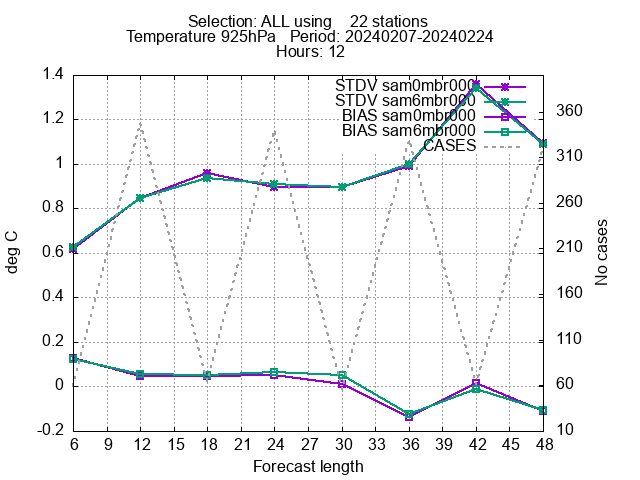 Selection: ALL using    22 stations
Temperature 925hPa   Period: 20240207-20240224
Hours: 12
STDV sam0mbr000
STDV sam6mbr000
BIAS sam0mbr000
BIAS sam6mbr000
CASES
1.4
1.2
1
0.8
0.6
0.4
0.2
0
-0.2
deg C
360
310
260
210
160
110
60
10
No cases
6 9 12 15 18 21 24 27 30 33 36 39 42 45 48
Forecast length